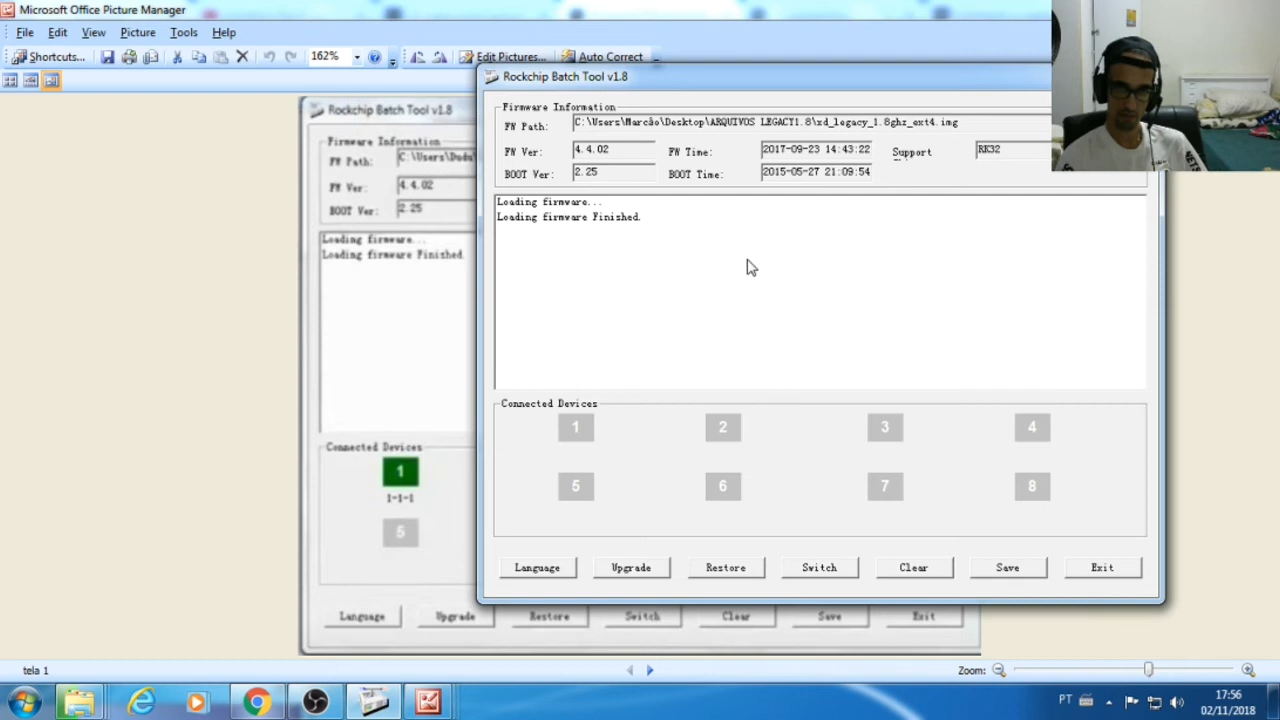 Microsoft Office Picture Manager
File Edit View Picture Tools Help
Shortcuts... 162% Edit Pictures... Auto Correct
Rockchip Batch Tool v1.8
Firmware Information
FW Path: C:\Users\Dudu
FW Ver: 4.4.02
BOOT Ver: 2.25
Loading firmware...
Loading firmware Finished.
Connected Devices
1
1-1-1
5
Language Upgrade Restore Switch Clear Save Exit
Rockchip Batch Tool v1.8
Firmware Information
FW Path: C:\Users\Marcão\Desktop\ARQUIVOS LEGACY1.8\xd_legacy_1.8ghz_ext4.img
FW Ver: 4.4.02 FW Time: 2017-09-23 14:43:22 Support RK32
BOOT Ver: 2.25 BOOT Time: 2015-05-27 21:09:54
Loading firmware...
Loading firmware Finished.
Connected Devices
1 2 3 4
5 6 7 8
Language Upgrade Restore Switch Clear Save Exit
tela 1 Zoom:
PT 17:56
02/11/2018